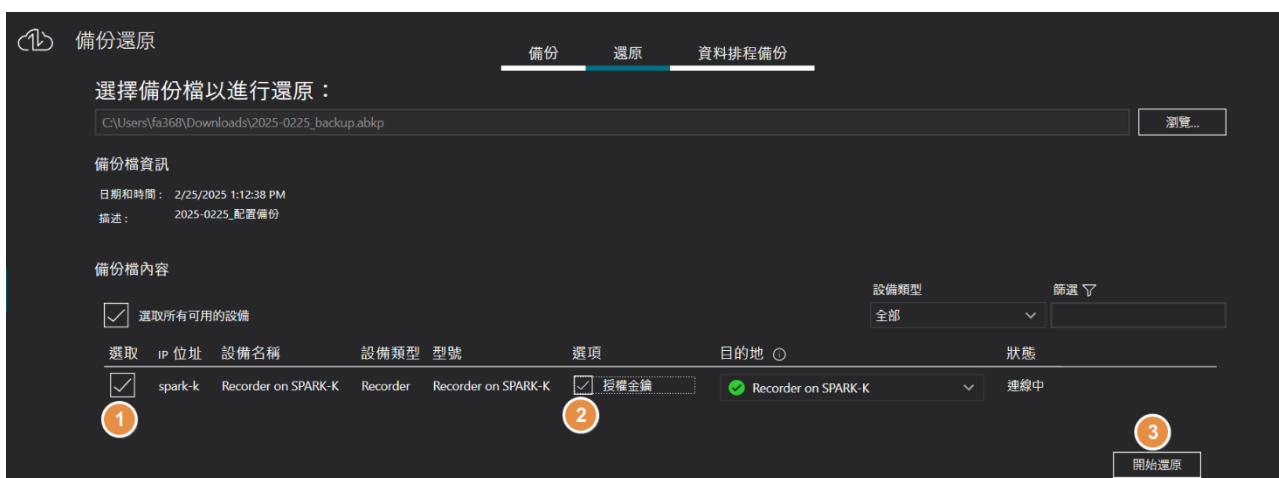 備份還原
備份 還原 資料排程備份
選擇備份檔以進行還原：
C:\Users\fa368\Downloads\2025-0225_backup.abkp 瀏覽...
備份檔資訊
日期和時間： 2/25/2025 1:12:38 PM
描述： 2025-0225_配置備份
備份檔內容
設備類型 篩選
選取所有可用的設備 全部
選取 IP 位址 設備名稱 設備類型 型號 選項 目的地 狀態
spark-k Recorder on SPARK-K Recorder Recorder on SPARK-K 授權金鑰 Recorder on SPARK-K 連線中
1 2 3
開始還原